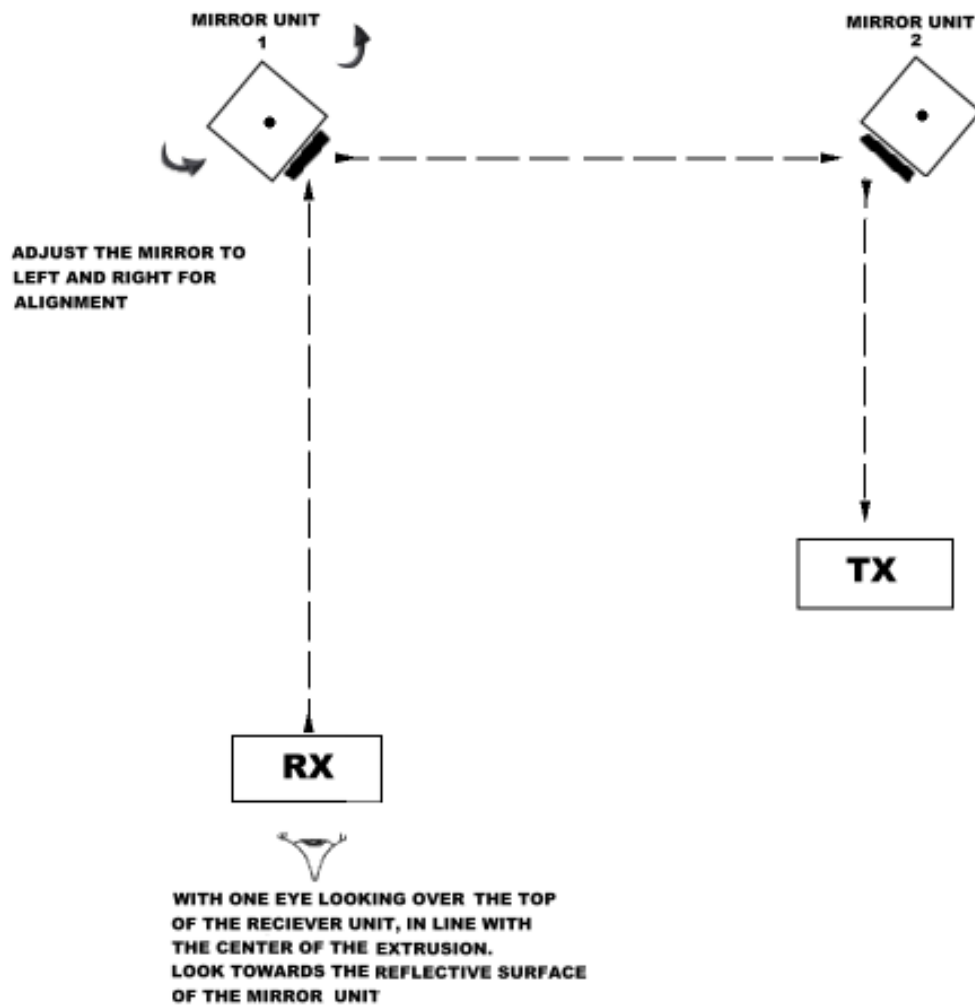 MIRROR UNIT
1
MIRROR UNIT
2
ADJUST THE MIRROR TO
LEFT AND RIGHT FOR
ALIGNMENT
TX
RX
WITH ONE EYE LOOKING OVER THE TOP
OF THE RECIEVER UNIT, IN LINE WITH
THE CENTER OF THE EXTRUSION.
LOOK TOWARDS THE REFLECTIVE SURFACE
OF THE MIRROR UNIT